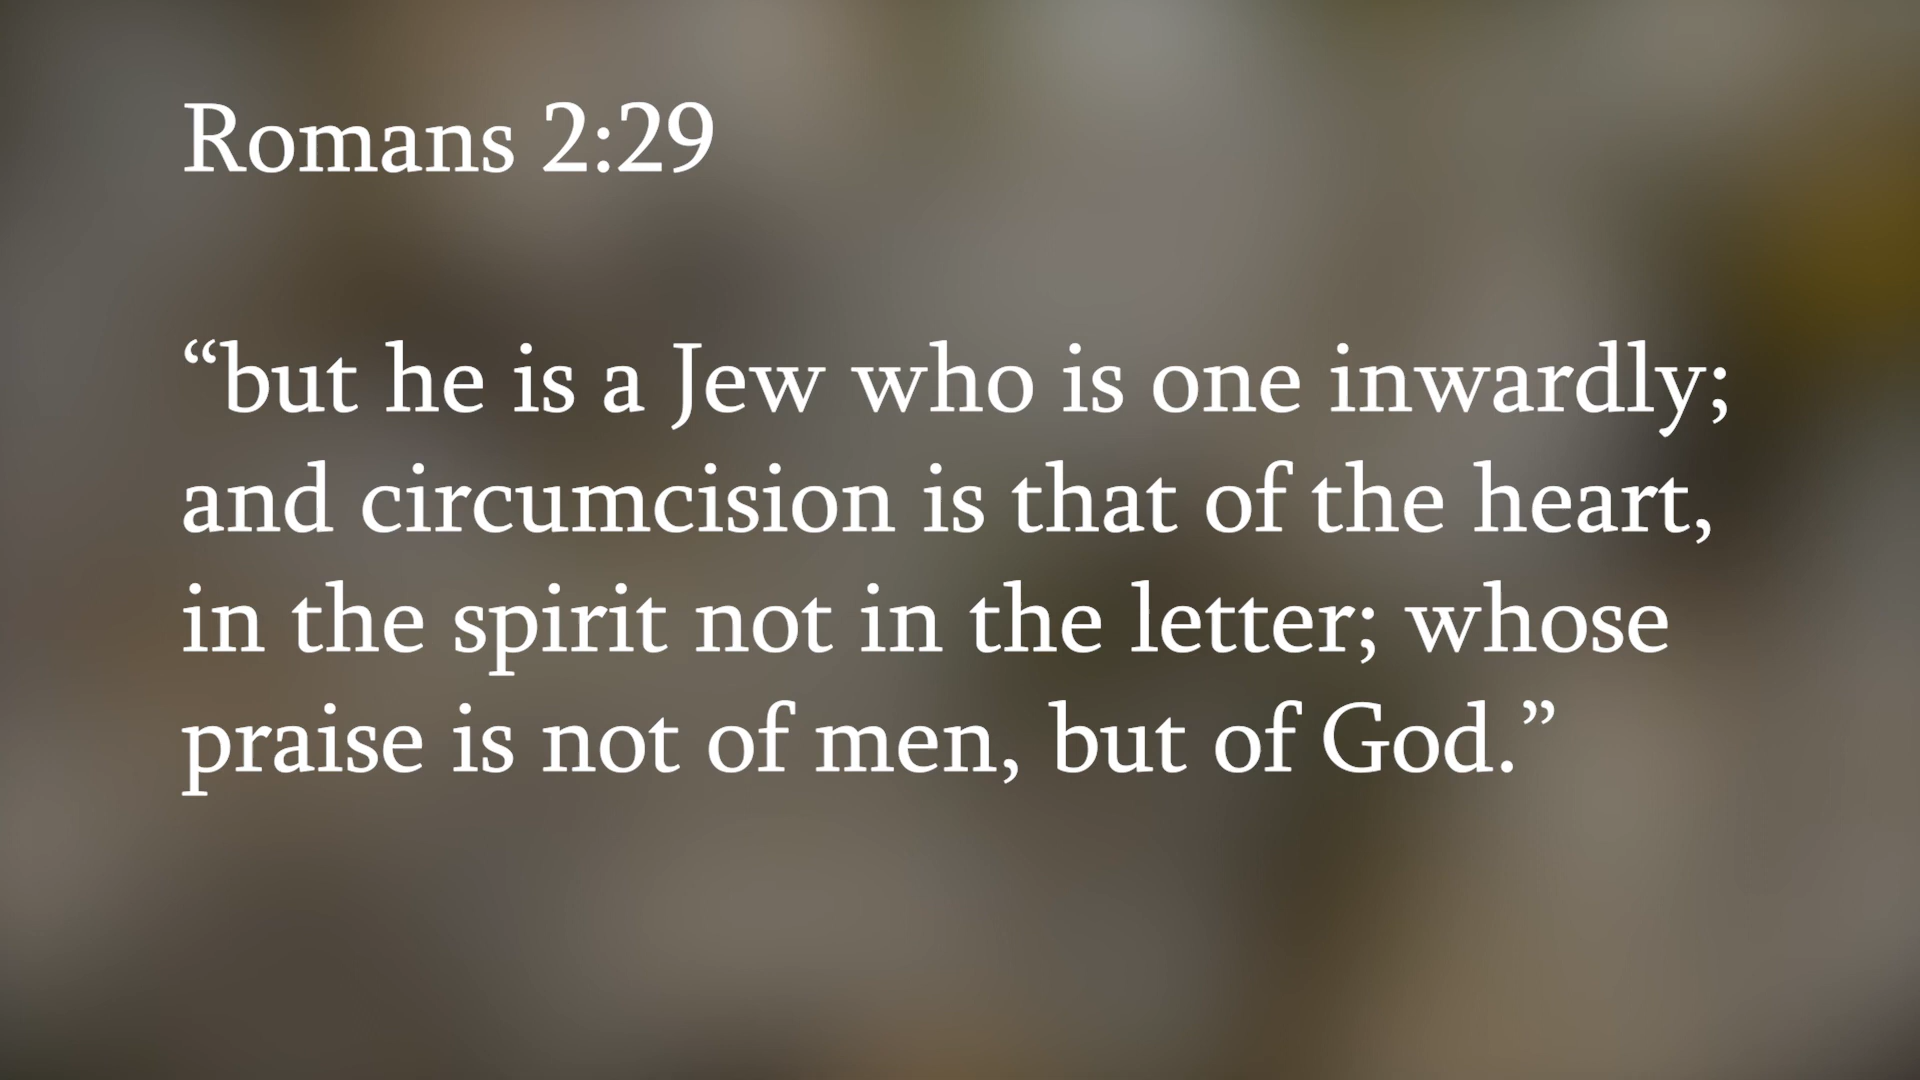 Romans 2:29
“but he is a Jew who is one inwardly;
and circumcision is that of the heart,
in the spirit not in the letter; whose
praise is not of men, but of God.”